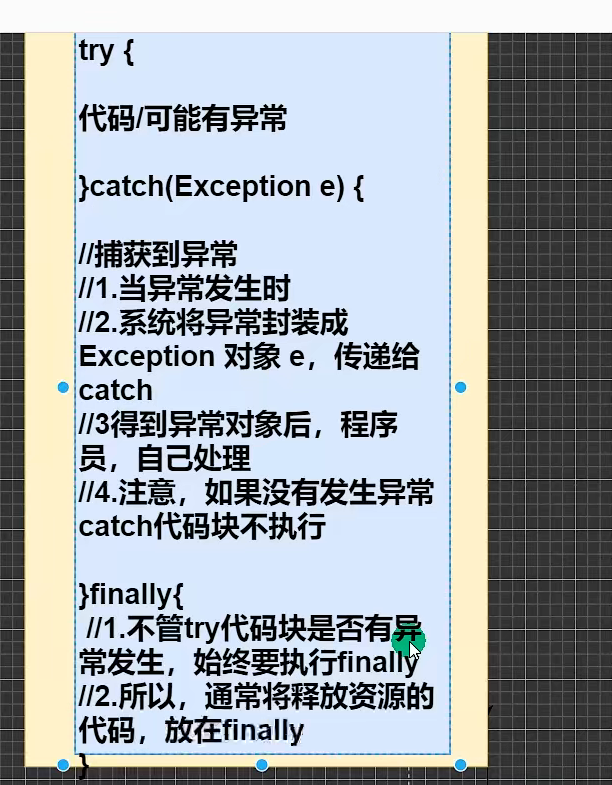 try {
代码/可能有异常
}catch(Exception e) {
//捕获到异常
//1.当异常发生时
//2.系统将异常封装成
Exception 对象 e，传递给
catch
//3得到异常对象后，程序
员，自己处理
//4.注意，如果没有发生异常
catch代码块不执行
}finally{
//1.不管try代码块是否有异
常发生，始终要执行finally
//2.所以，通常将释放资源的
代码，放在finally
}